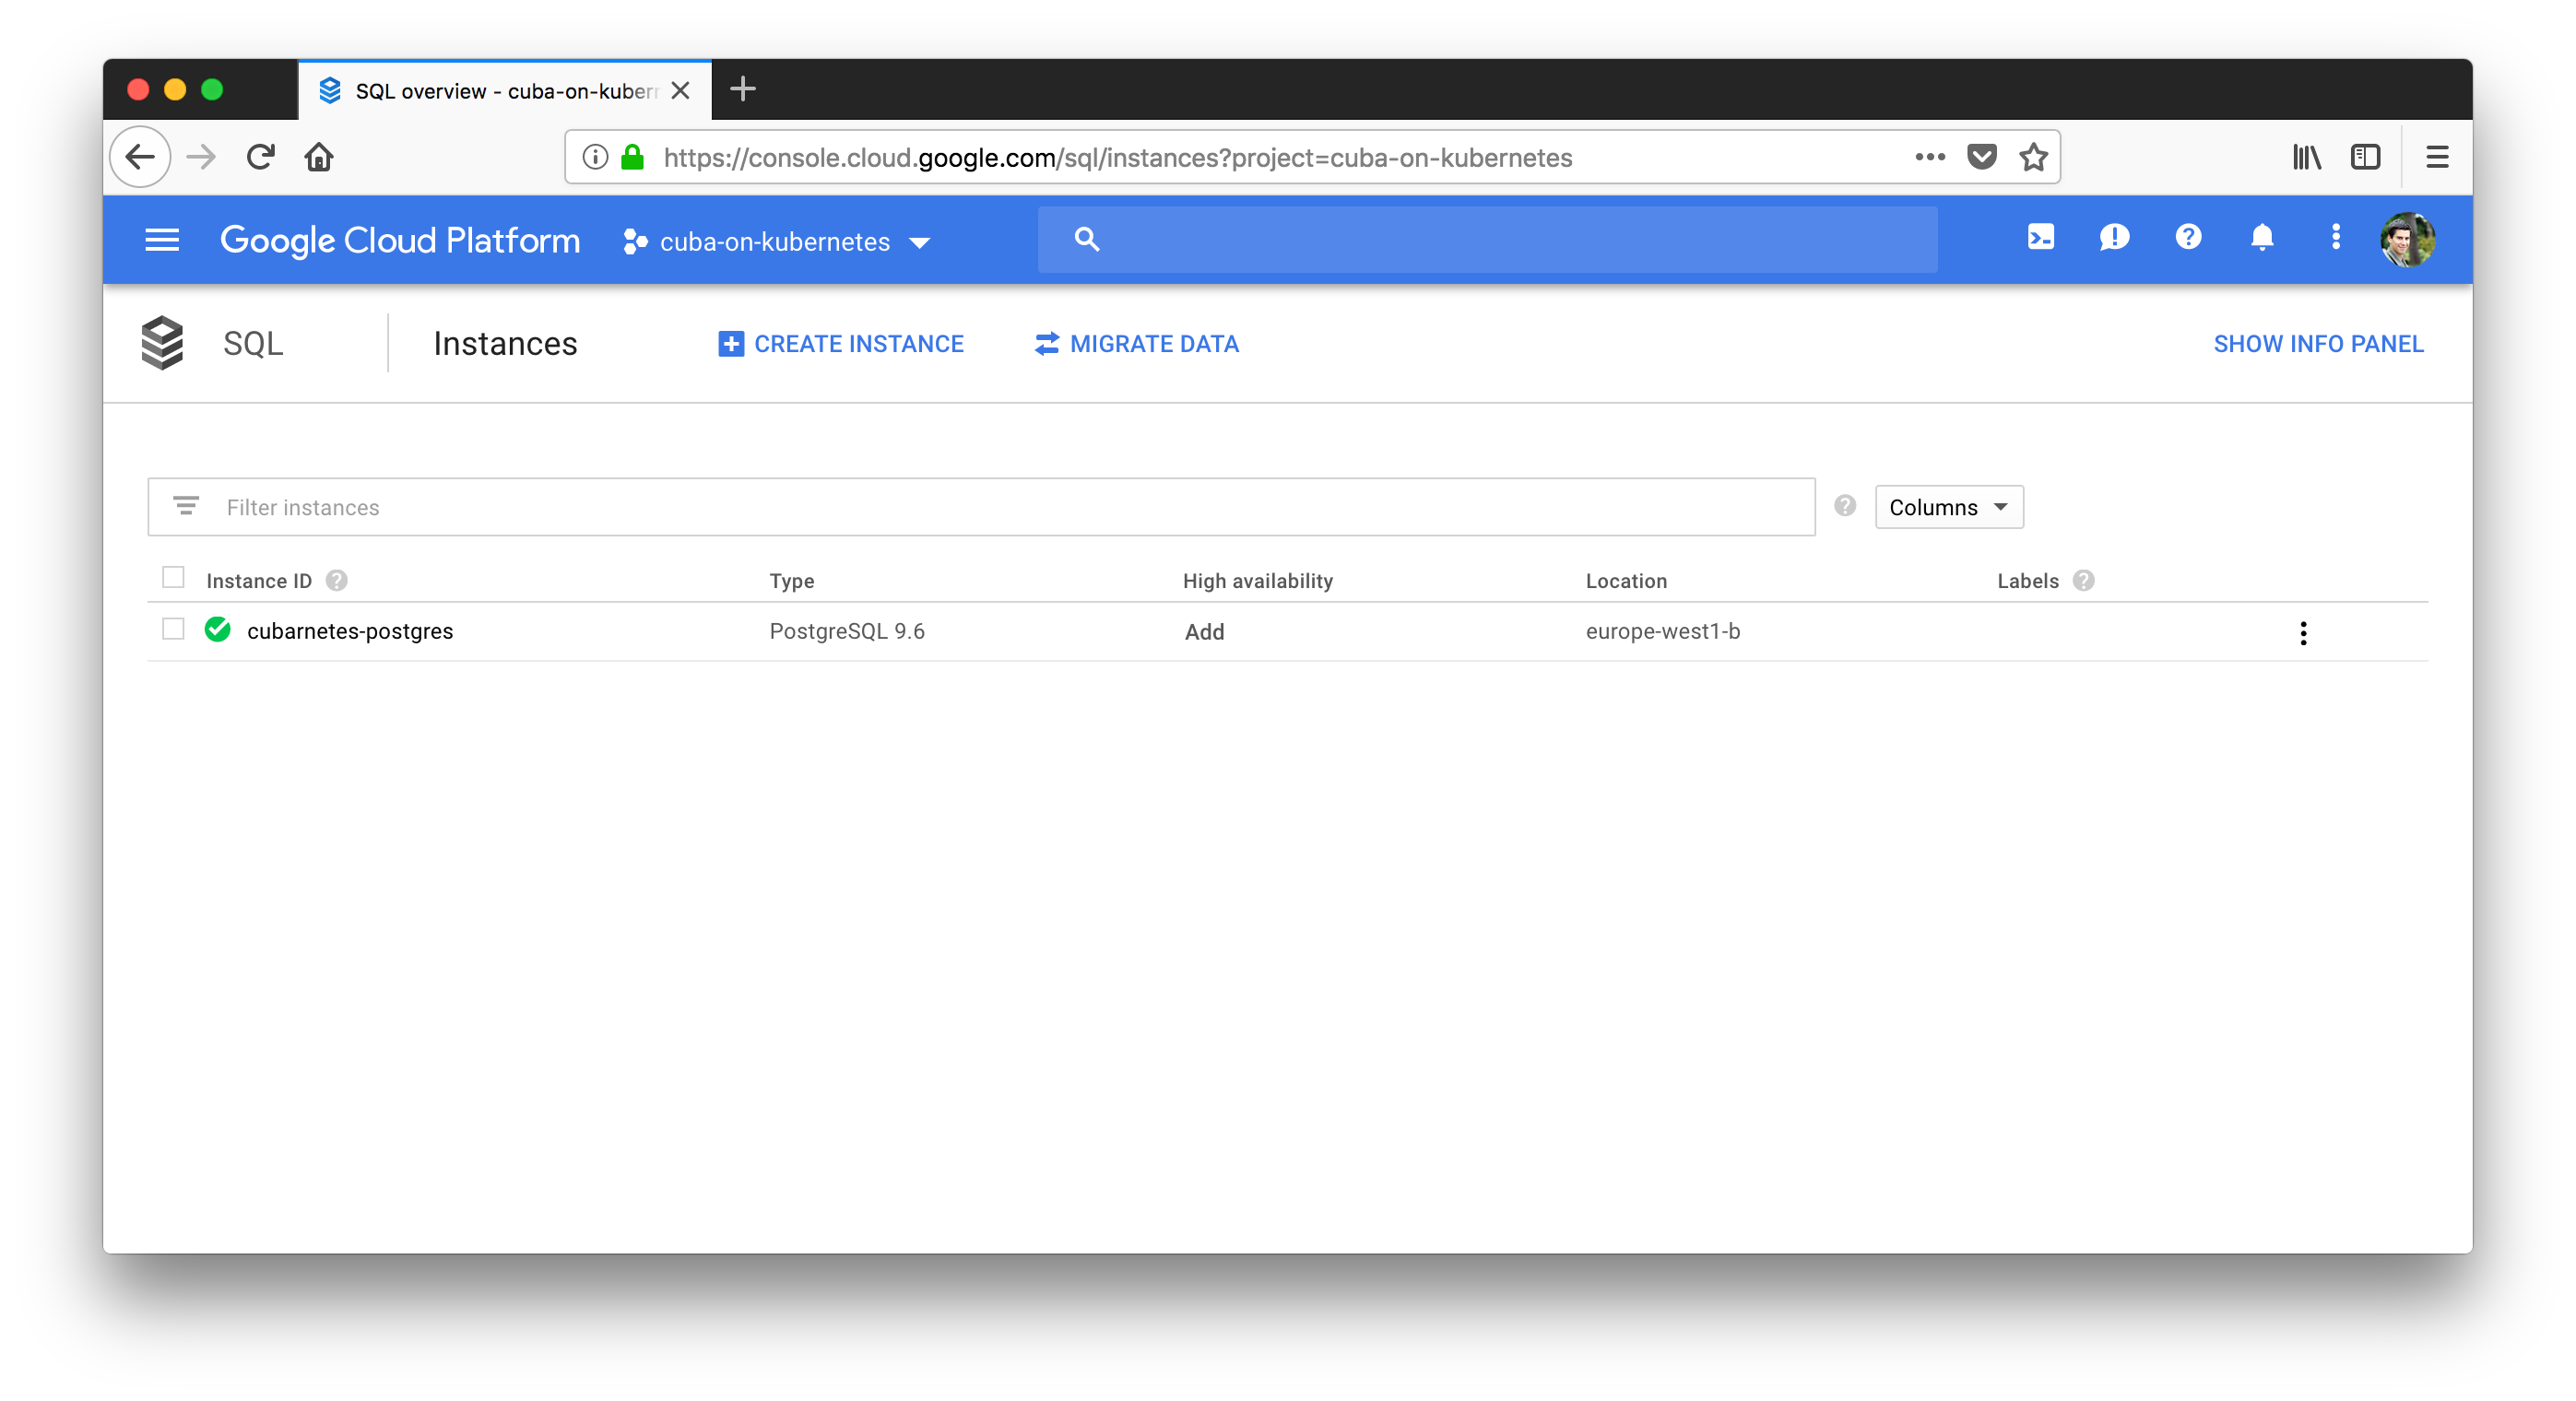 SQL overview - cuba-on-kuber
https://console.cloud.google.com/sql/instances?project=cuba-on-kubernetes
Google Cloud Platform cuba-on-kubernetes
SQL Instances CREATE INSTANCE MIGRATE DATA SHOW INFO PANEL
Filter instances Columns
Instance ID Type High availability Location Labels
cubarnetes-postgres PostgreSQL 9.6 Add europe-west1-b